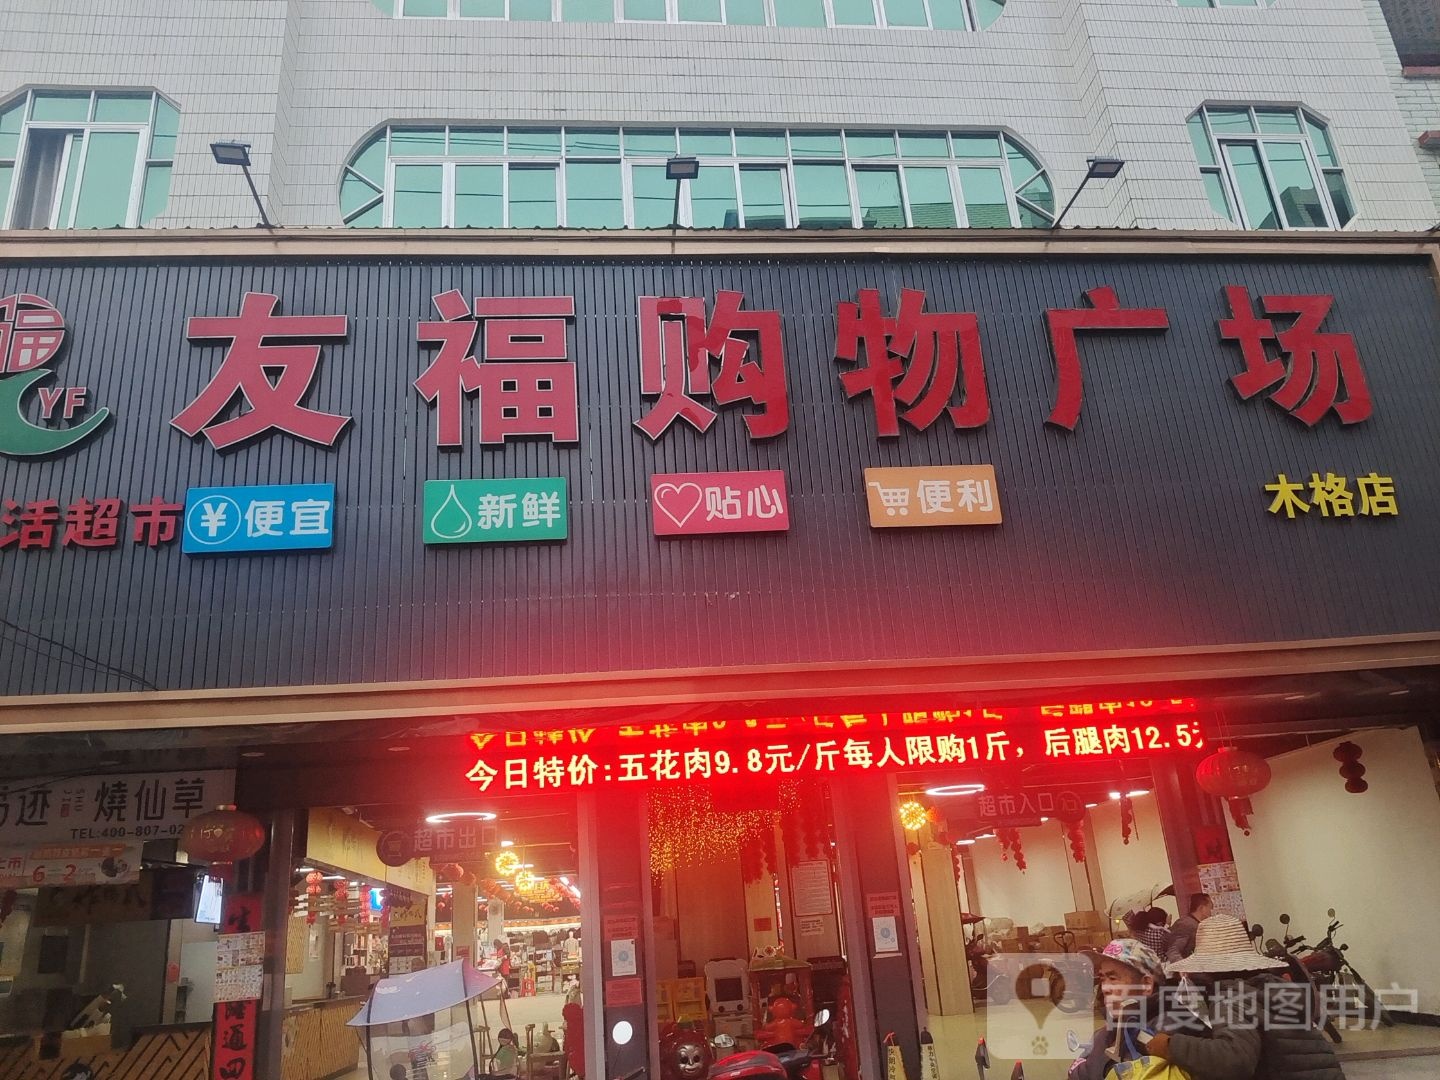 福
YF
友福购物广场
活超市
¥便宜
新鲜
贴心
便利
木格店
今日特价:五花肉9.8元/斤每人限购1斤，后腿肉12.5元
燒仙草
TEL:400-807-02
超市出口
超市入口
百度地图用户